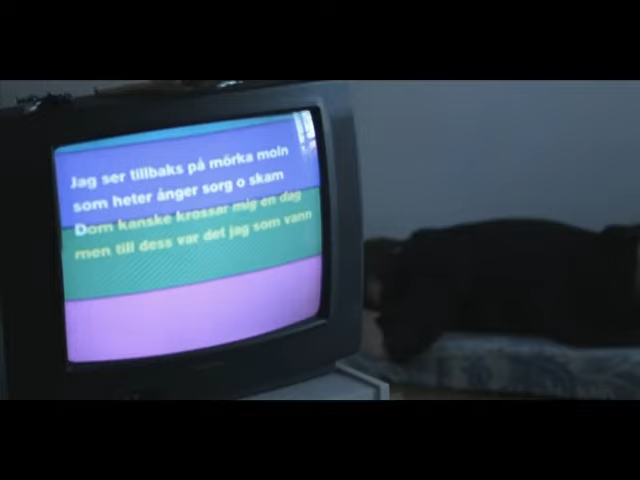 Jag ser tillbaks på mörka moln
som heter ånger sorg o skam
Dom kanske krossar mig en dag
men till dess var det jag som vann